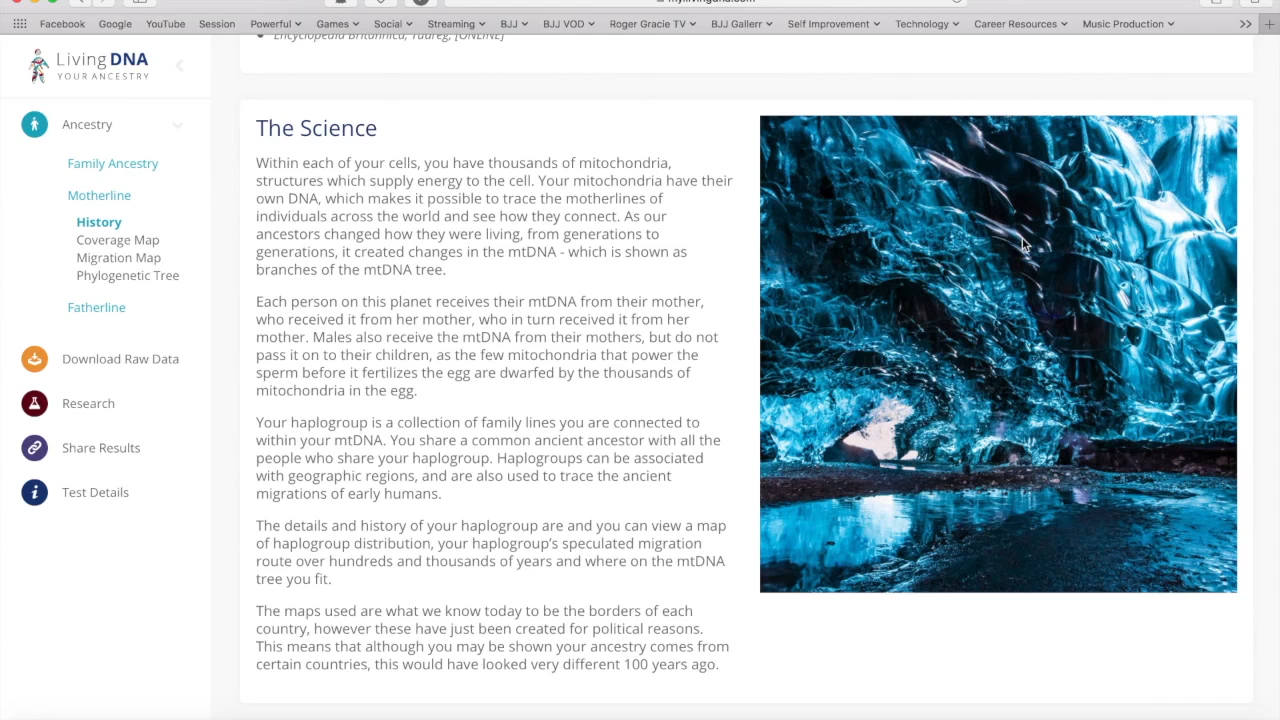 Facebook Google YouTube Session Powerful Games Social Streaming BJJ BJJ VOD Roger Gracie TV BJJ Gallerr Self Improvement Technology Career Resources Music Production
Encyclopedia Britannica, Tuareg, [ONLINE]
Living DNA
YOUR ANCESTRY
Ancestry
Family Ancestry
Motherline
History
Coverage Map
Migration Map
Phylogenetic Tree
Fatherline
Download Raw Data
Research
Share Results
Test Details
The Science
Within each of your cells, you have thousands of mitochondria,
structures which supply energy to the cell. Your mitochondria have their
own DNA, which makes it possible to trace the motherlines of
individuals across the world and see how they connect. As our
ancestors changed how they were living, from generations to
generations, it created changes in the mtDNA - which is shown as
branches of the mtDNA tree.
Each person on this planet receives their mtDNA from their mother,
who received it from her mother, who in turn received it from her
mother. Males also receive the mtDNA from their mothers, but do not
pass it on to their children, as the few mitochondria that power the
sperm before it fertilizes the egg are dwarfed by the thousands of
mitochondria in the egg.
Your haplogroup is a collection of family lines you are connected to
within your mtDNA. You share a common ancient ancestor with all the
people who share your haplogroup. Haplogroups can be associated
with geographic regions, and are also used to trace the ancient
migrations of early humans.
The details and history of your haplogroup are and you can view a map
of haplogroup distribution, your haplogroup's speculated migration
route over hundreds and thousands of years and where on the mtDNA
tree you fit.
The maps used are what we know today to be the borders of each
country, however these have just been created for political reasons.
This means that although you may be shown your ancestry comes from
certain countries, this would have looked very different 100 years ago.